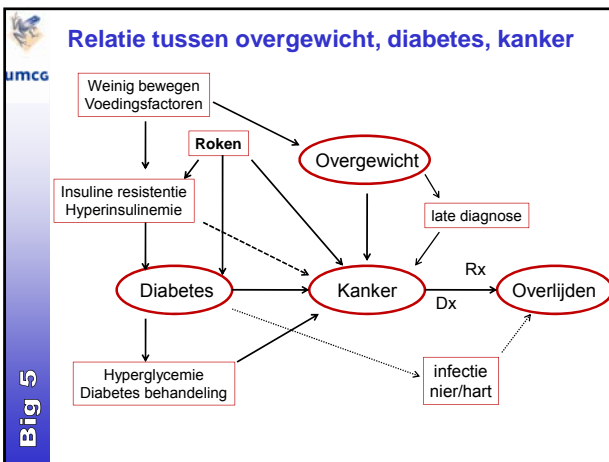 Relatie tussen overgewicht, diabetes, kanker
umcg
Weinig bewegen
Voedingsfactoren
Roken
Overgewicht
Insuline resistentie
Hyperinsulinemie
late diagnose
Rx
Diabetes
Kanker
Dx
Overlijden
Hyperglycemie
Diabetes behandeling
infectie
nier/hart
Big 5